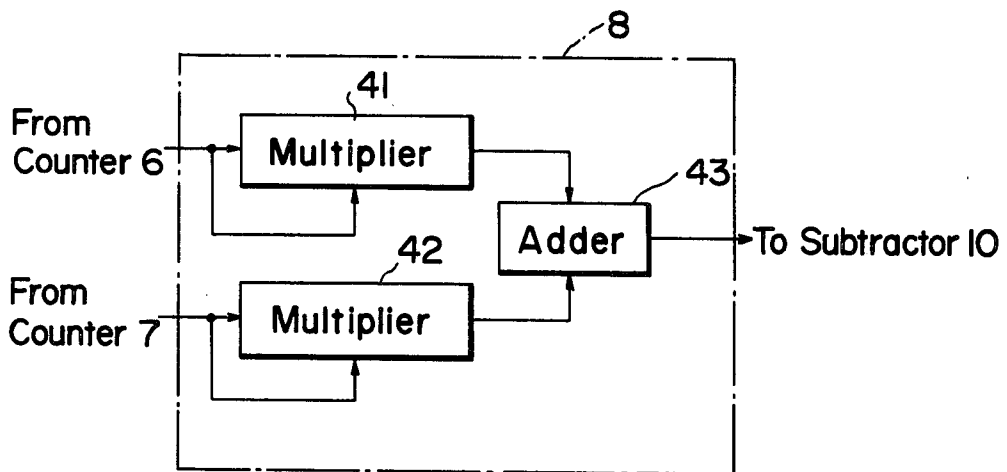 8
41
From
Counter 6
Multiplier
43
Adder
To Subtractor 10
42
From
Counter 7
Multiplier